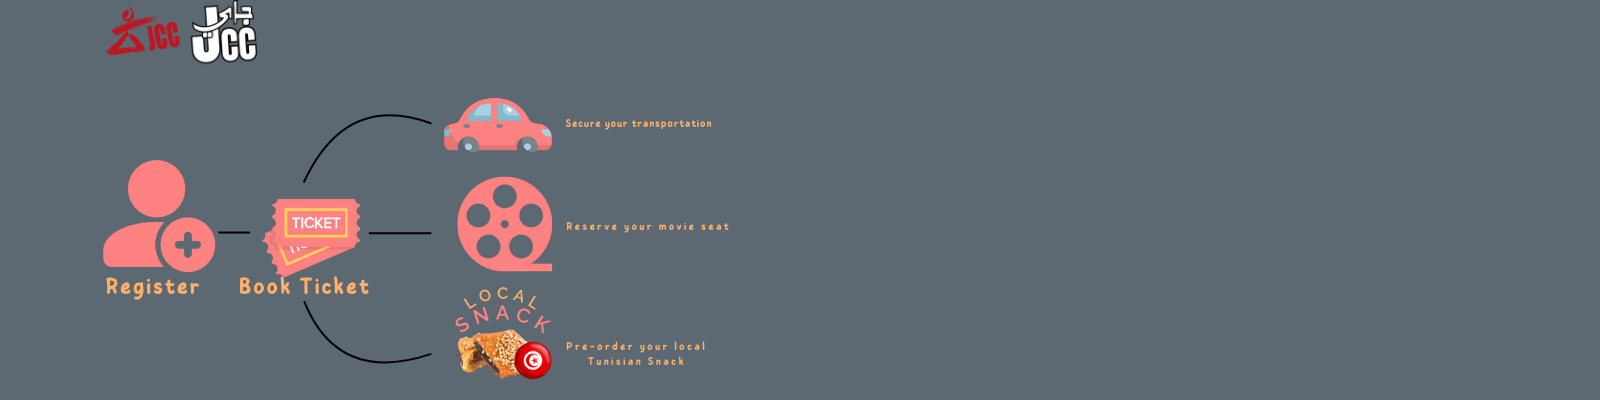 JCC
جاي
JCC
Secure your transportation
TICKET
Reserve your movie seat
Register
Book Ticket
LOCAL
SNACK
Pre-order your local
Tunisian Snack